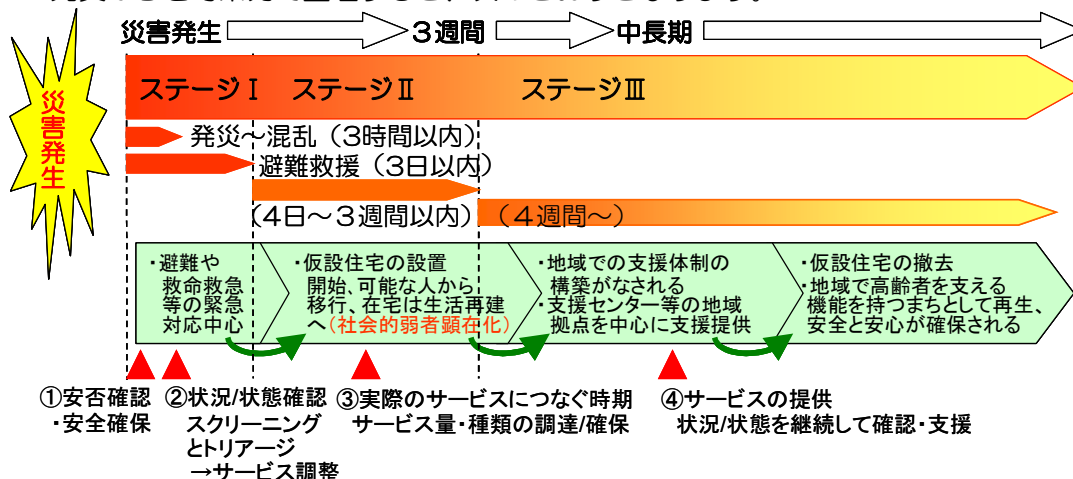 災害発生 3週間 中長期
災害発生
ステージⅠ ステージⅡ ステージⅢ
発災～混乱(3時間以内)
避難救援(3日以内)
(4日～3週間以内) (4週間～)
・避難や
救命救急
等の緊急
対応中心
・仮設住宅の設置
開始、可能な人から
移行、在宅は生活再建
へ(社会的弱者顕在化)
・地域での支援体制の
構築がなされる
・支援センター等の地域
拠点を中心に支援提供
・仮設住宅の撤去
・地域で高齢者を支える
機能を持つまちとして再生、
安全と安心が確保される
①安否確認
・安全確保
②状況/状態確認
スクリーニング
とトリアージ
→サービス調整
③実際のサービスにつなぐ時期
サービス量・種類の調達/確保
④サービスの提供
状況/状態を継続して確認・支援